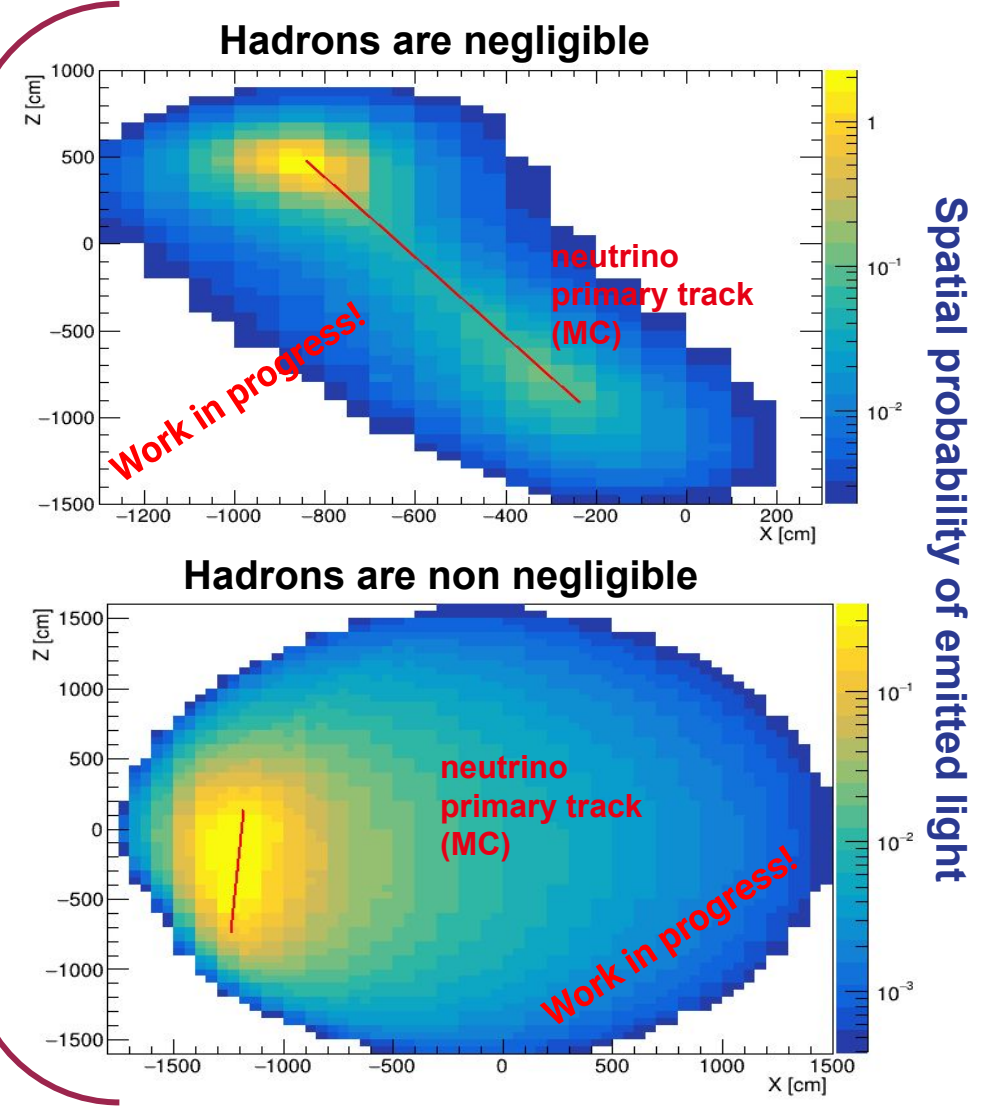 Hadrons are negligible
Z [cm]
1000
500
0
−500
−1000
−1500
−1200 −1000 −800 −600 −400 −200 0 200
X [cm]
1
10⁻¹
10⁻²
neutrino
primary track
(MC)
Work in progress!
Hadrons are non negligible
Z [cm]
1500
1000
500
0
−500
−1000
−1500
−1500 −1000 −500 0 500 1000 1500
X [cm]
10⁻¹
10⁻²
10⁻³
neutrino
primary track
(MC)
Work in progress!
Spatial probability of emitted light